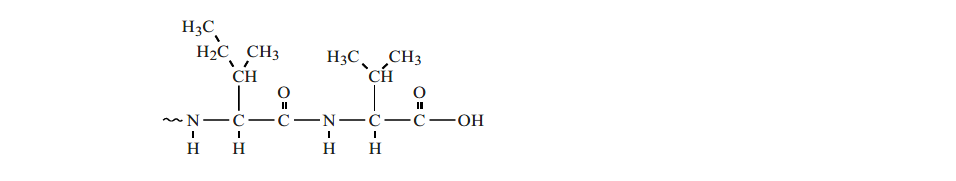 H3C
H2C CH3 H3C CH3
CH CH
O O
N C C N C C OH
H H H H